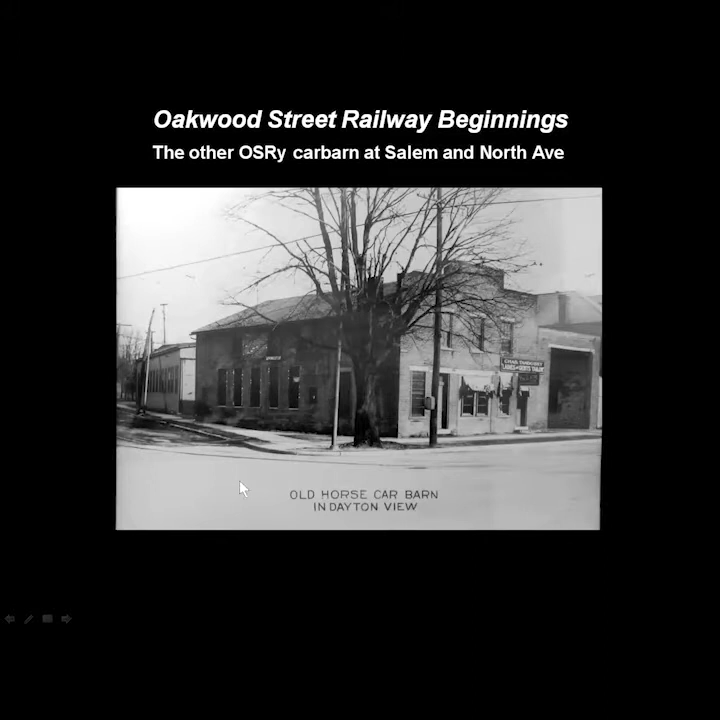 Oakwood Street Railway Beginnings
The other OSRy carbarn at Salem and North Ave
OLD HORSE CAR BARN
IN DAYTON VIEW